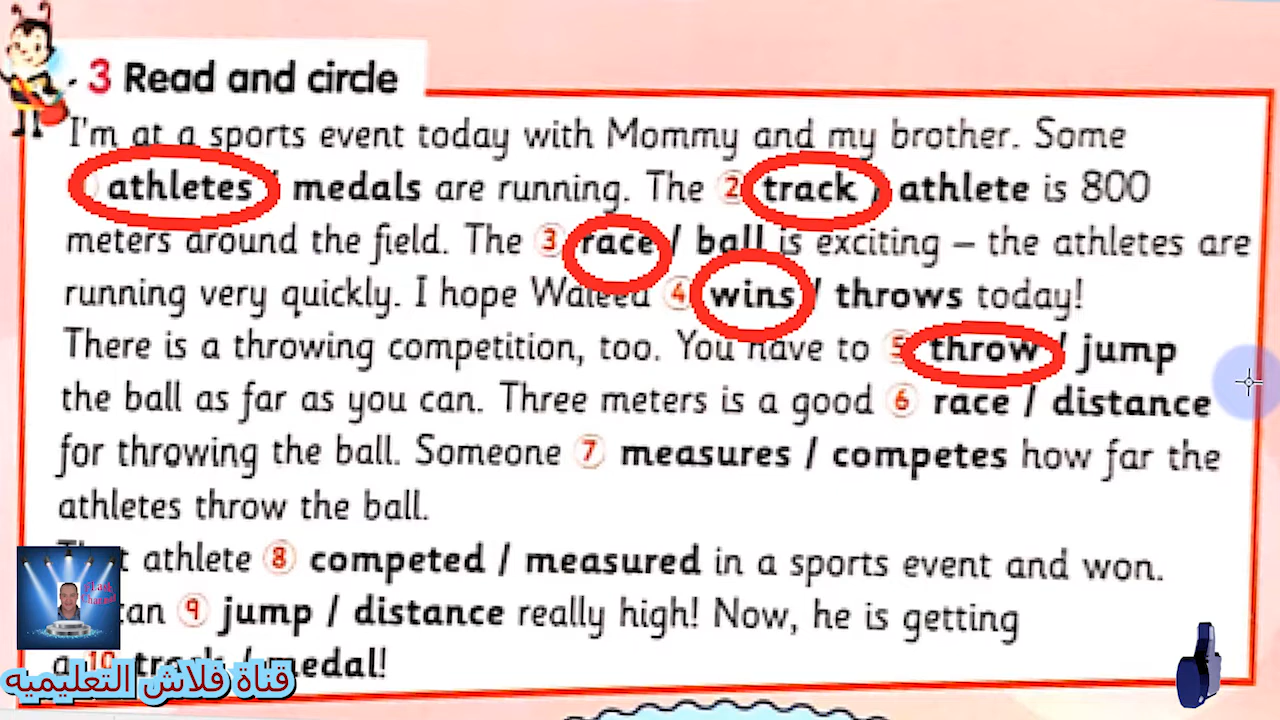 3 Read and circle
I'm at a sports event today with Mommy and my brother. Some
athletes / medals are running. The 2 track / athlete is 800
meters around the field. The 3 race / ball is exciting – the athletes are
running very quickly. I hope Waleed 4 wins / throws today!
There is a throwing competition, too. You have to 5 throw / jump
the ball as far as you can. Three meters is a good 6 race / distance
for throwing the ball. Someone 7 measures / competes how far the
athletes throw the ball.
athlete 8 competed / measured in a sports event and won.
can 9 jump / distance really high! Now, he is getting
a 10 track / medal!
Flash Channel
قناة فلاش التعليميه